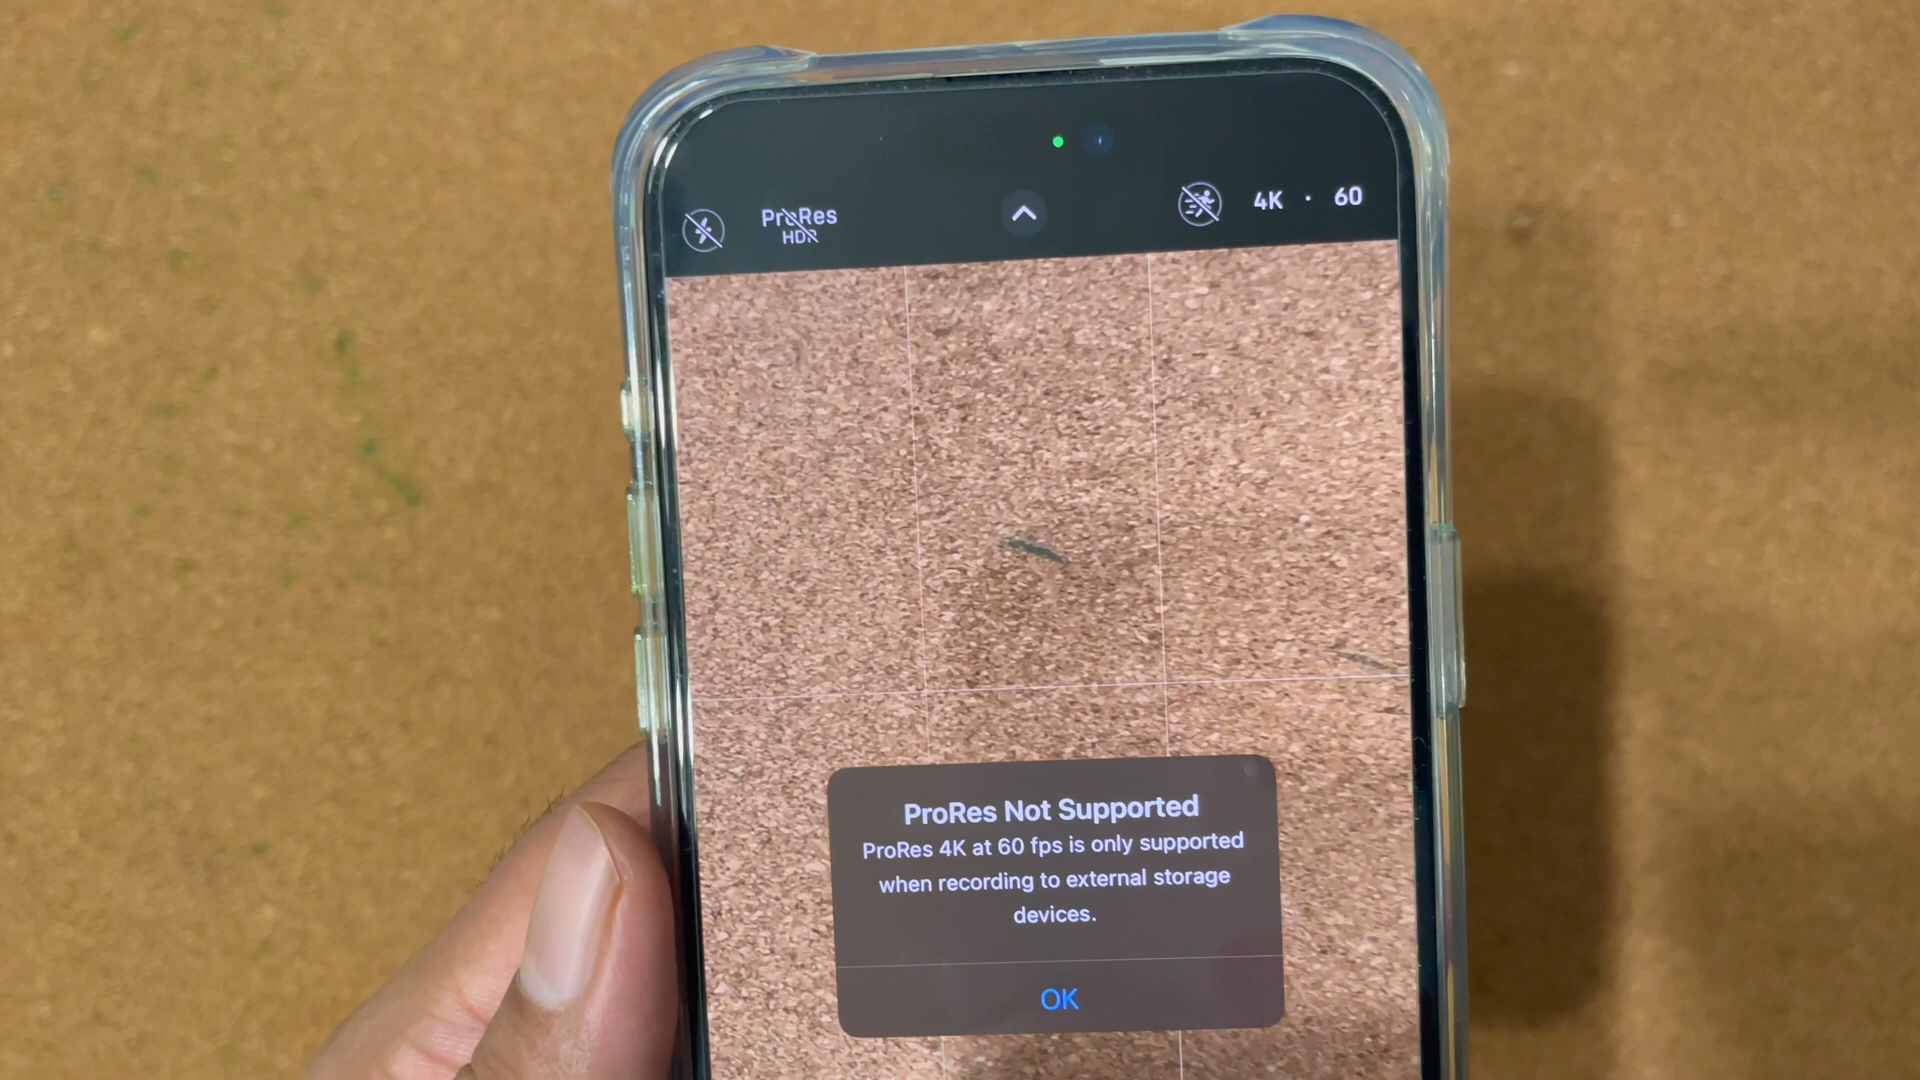 ProRes
HDR
4K · 60
ProRes Not Supported
ProRes 4K at 60 fps is only supported
when recording to external storage
devices.
OK